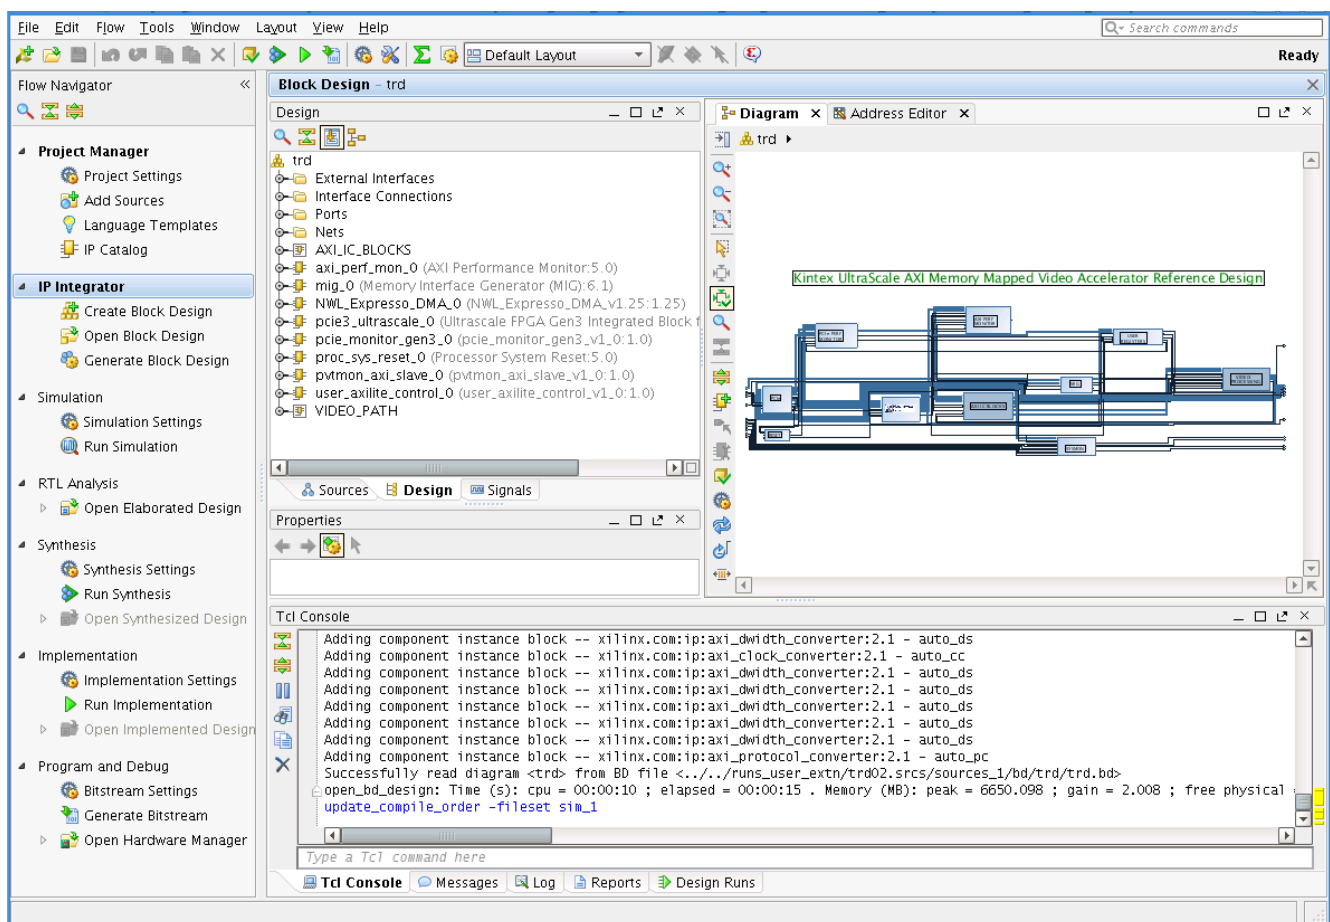 File Edit Flow Tools Window Layout View Help
Search commands
Default Layout
Ready
Flow Navigator
Project Manager
Project Settings
Add Sources
Language Templates
IP Catalog
IP Integrator
Create Block Design
Open Block Design
Generate Block Design
Simulation
Simulation Settings
Run Simulation
RTL Analysis
Open Elaborated Design
Synthesis
Synthesis Settings
Run Synthesis
Open Synthesized Design
Implementation
Implementation Settings
Run Implementation
Open Implemented Design
Program and Debug
Bitstream Settings
Generate Bitstream
Open Hardware Manager
Block Design - trd
Design
trd
External Interfaces
Interface Connections
Ports
Nets
AXI_IC_BLOCKS
axi_perf_mon_0 (AXI Performance Monitor:5.0)
mig_0 (Memory Interface Generator (MIG):6.1)
NWL_Expresso_DMA_0 (NWL_Expresso_DMA_v1.25:1.25)
pcie3_ultrascale_0 (Ultrascale FPGA Gen3 Integrated Block f
pcie_monitor_gen3_0 (pcie_monitor_gen3_v1_0:1.0)
proc_sys_reset_0 (Processor System Reset:5.0)
pvtmon_axi_slave_0 (pvtmon_axi_slave_v1_0:1.0)
user_axilite_control_0 (user_axilite_control_v1_0:1.0)
VIDEO_PATH
Sources Design Signals
Properties
Diagram Address Editor
trd
Kintex UltraScale AXI Memory Mapped Video Accelerator Reference Design
Tcl Console
Adding component instance block -- xilinx.com:ip:axi_dwidth_converter:2.1 - auto_ds
Adding component instance block -- xilinx.com:ip:axi_clock_converter:2.1 - auto_cc
Adding component instance block -- xilinx.com:ip:axi_dwidth_converter:2.1 - auto_ds
Adding component instance block -- xilinx.com:ip:axi_dwidth_converter:2.1 - auto_ds
Adding component instance block -- xilinx.com:ip:axi_dwidth_converter:2.1 - auto_ds
Adding component instance block -- xilinx.com:ip:axi_dwidth_converter:2.1 - auto_ds
Adding component instance block -- xilinx.com:ip:axi_dwidth_converter:2.1 - auto_ds
Adding component instance block -- xilinx.com:ip:axi_protocol_converter:2.1 - auto_pc
Successfully read diagram <trd> from BD file <../../runs_user_extn/trd02.srcs/sources_1/bd/trd/trd.bd>
open_bd_design: Time (s): cpu = 00:00:10 ; elapsed = 00:00:15 . Memory (MB): peak = 6650.098 ; gain = 2.008 ; free physical =
update_compile_order -fileset sim_1
Type a Tcl command here
Tcl Console Messages Log Reports Design Runs